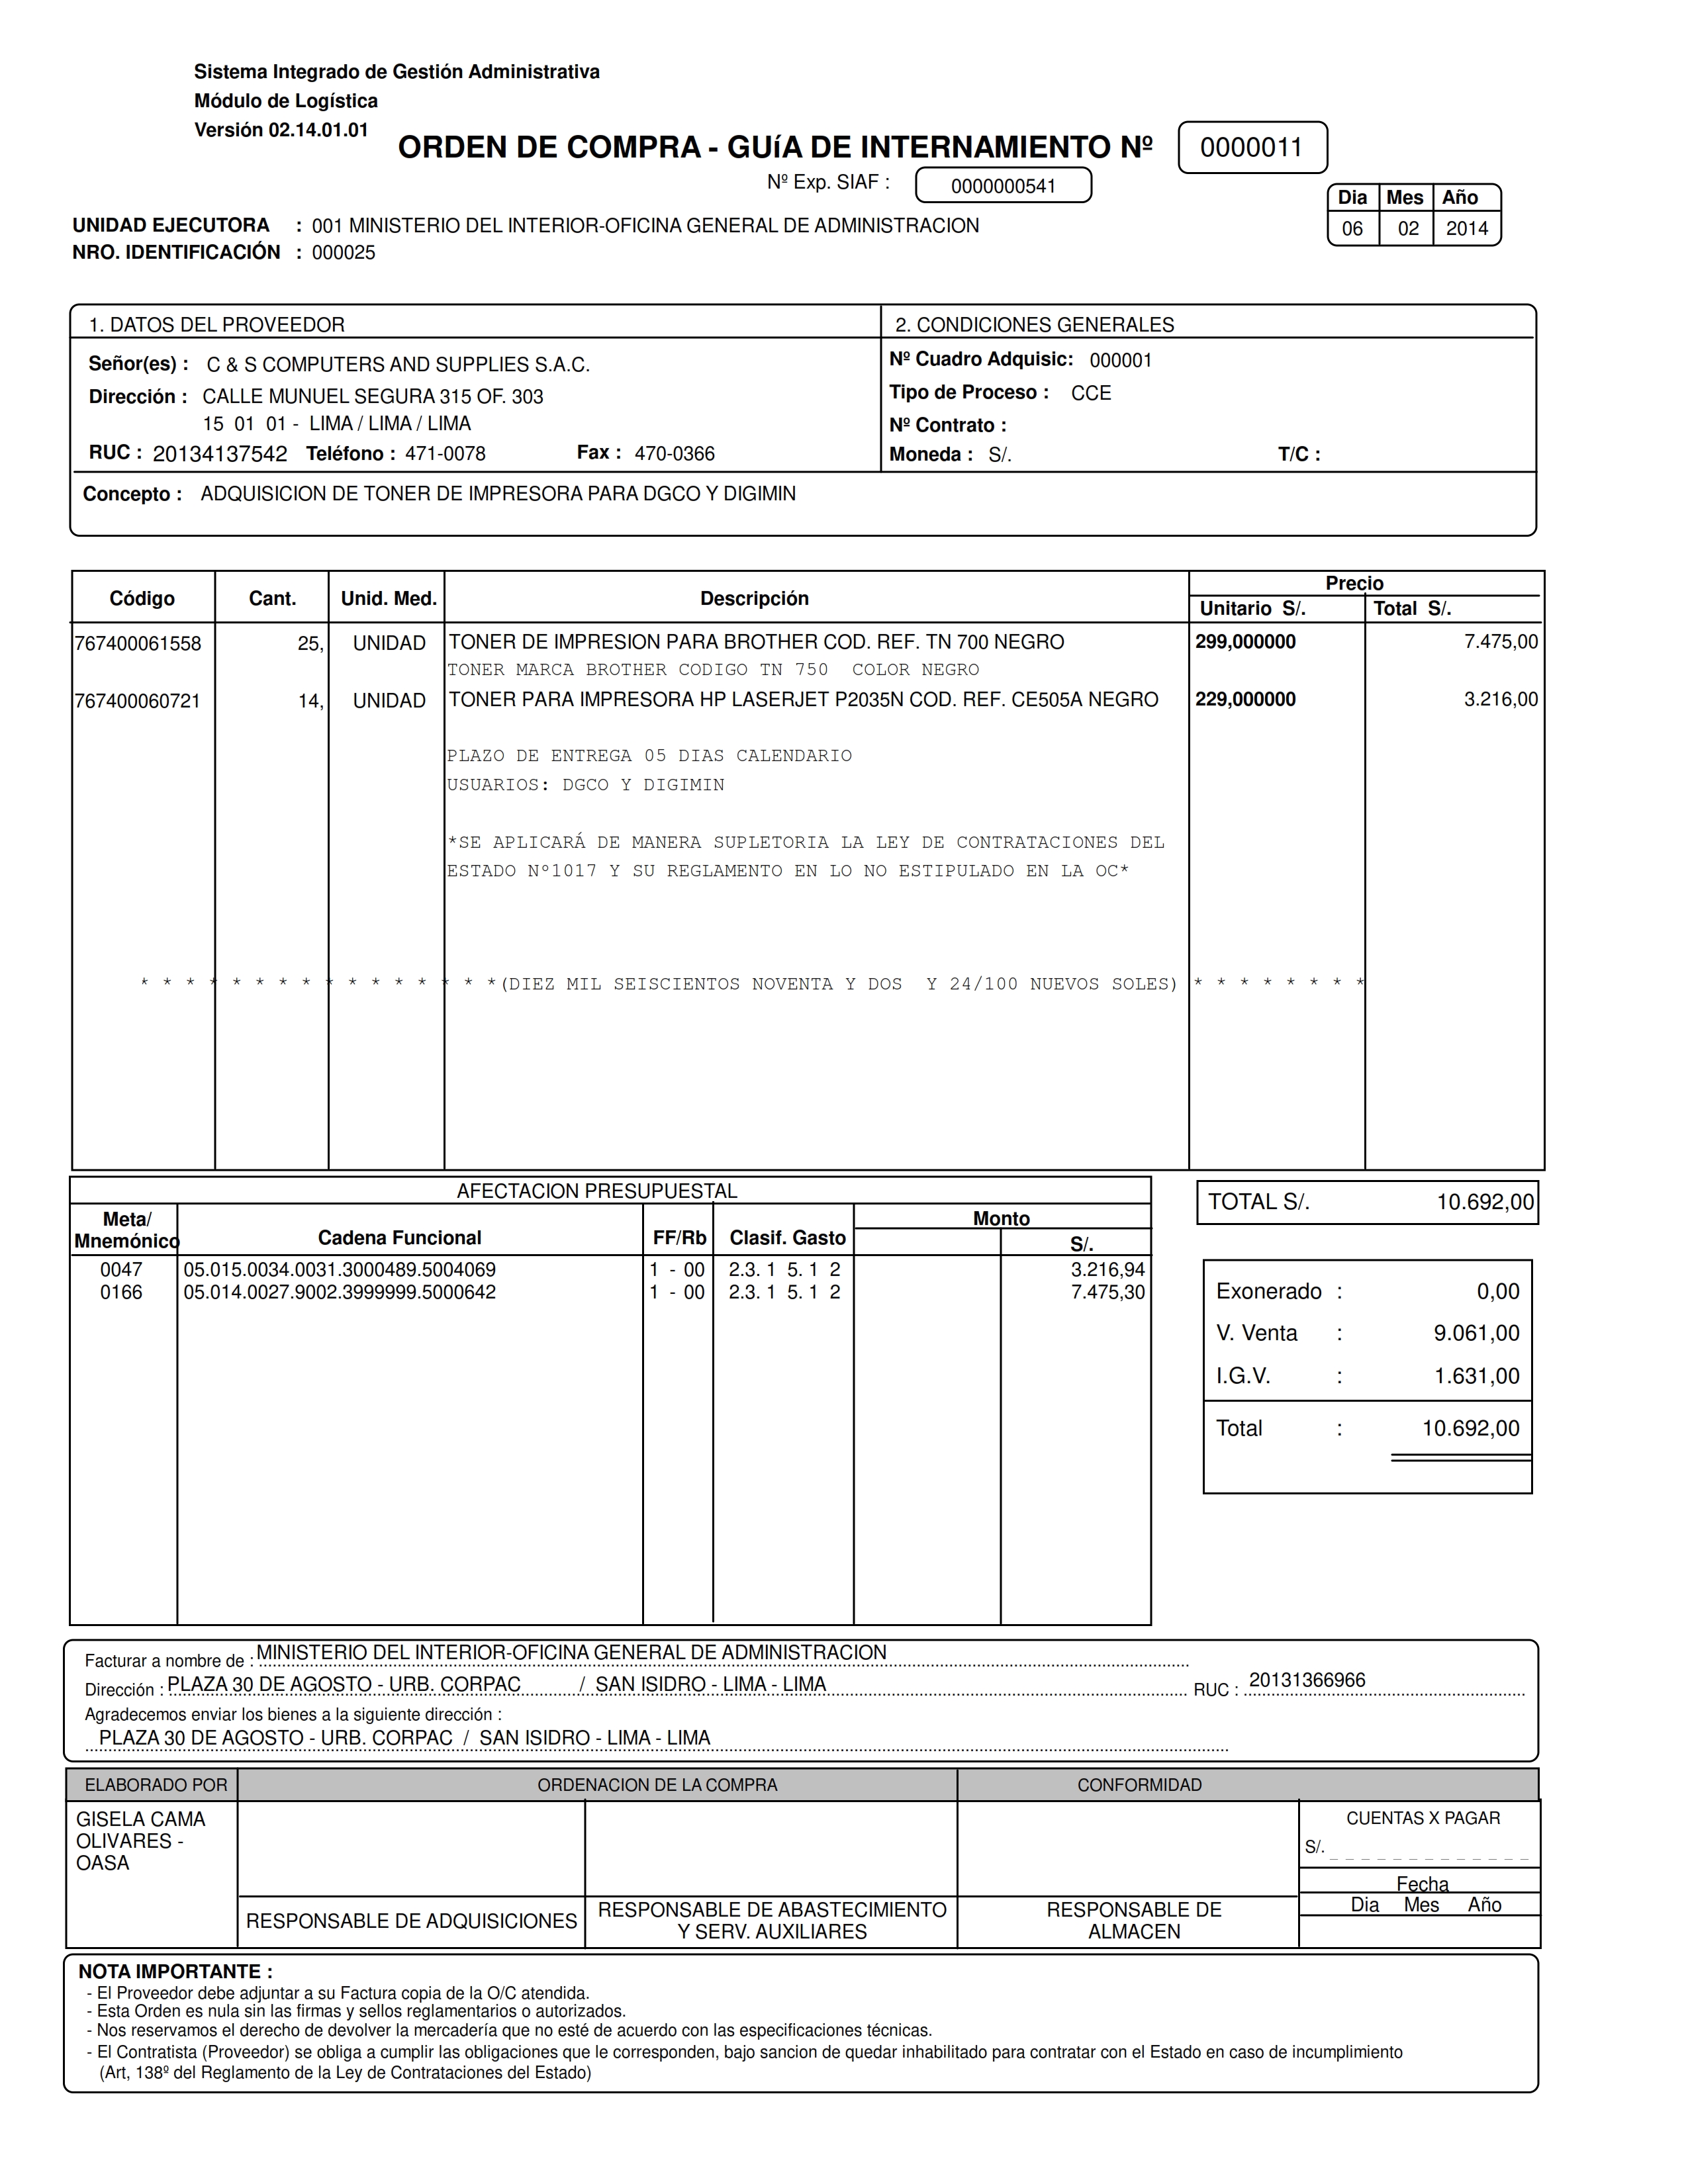 Sistema Integrado de Gestión Administrativa
Módulo de Logística
Versión 02.14.01.01
ORDEN DE COMPRA - GUíA DE INTERNAMIENTO Nº 0000011
Nº Exp. SIAF : 0000000541
Dia Mes Año
06 02 2014
UNIDAD EJECUTORA : 001 MINISTERIO DEL INTERIOR-OFICINA GENERAL DE ADMINISTRACION
NRO. IDENTIFICACIÓN : 000025
1. DATOS DEL PROVEEDOR
Señor(es) : C & S COMPUTERS AND SUPPLIES S.A.C.
Dirección : CALLE MUNUEL SEGURA 315 OF. 303
15 01 01 - LIMA / LIMA / LIMA
RUC : 20134137542 Teléfono : 471-0078 Fax : 470-0366
2. CONDICIONES GENERALES
Nº Cuadro Adquisic: 000001
Tipo de Proceso : CCE
Nº Contrato :
Moneda : S/. T/C :
Concepto : ADQUISICION DE TONER DE IMPRESORA PARA DGCO Y DIGIMIN
Código Cant. Unid. Med. Descripción Precio
Unitario S/. Total S/.
767400061558 25, UNIDAD TONER DE IMPRESION PARA BROTHER COD. REF. TN 700 NEGRO 299,000000 7.475,00
TONER MARCA BROTHER CODIGO TN 750 COLOR NEGRO
767400060721 14, UNIDAD TONER PARA IMPRESORA HP LASERJET P2035N COD. REF. CE505A NEGRO 229,000000 3.216,00
PLAZO DE ENTREGA 05 DIAS CALENDARIO
USUARIOS: DGCO Y DIGIMIN
*SE APLICARÁ DE MANERA SUPLETORIA LA LEY DE CONTRATACIONES DEL
ESTADO Nº1017 Y SU REGLAMENTO EN LO NO ESTIPULADO EN LA OC*
* * * * * * * * * * * * * * * *(DIEZ MIL SEISCIENTOS NOVENTA Y DOS Y 24/100 NUEVOS SOLES) * * * * * * * *
AFECTACION PRESUPUESTAL
Meta/ Mnemónico Cadena Funcional FF/Rb Clasif. Gasto Monto
S/.
0047 05.015.0034.0031.3000489.5004069 1 - 00 2.3. 1 5. 1 2 3.216,94
0166 05.014.0027.9002.3999999.5000642 1 - 00 2.3. 1 5. 1 2 7.475,30
TOTAL S/. 10.692,00
Exonerado : 0,00
V. Venta : 9.061,00
I.G.V. : 1.631,00
Total : 10.692,00
Facturar a nombre de : MINISTERIO DEL INTERIOR-OFICINA GENERAL DE ADMINISTRACION
Dirección : PLAZA 30 DE AGOSTO - URB. CORPAC / SAN ISIDRO - LIMA - LIMA RUC : 20131366966
Agradecemos enviar los bienes a la siguiente dirección :
PLAZA 30 DE AGOSTO - URB. CORPAC / SAN ISIDRO - LIMA - LIMA
ELABORADO POR ORDENACION DE LA COMPRA CONFORMIDAD
GISELA CAMA
OLIVARES -
OASA
CUENTAS X PAGAR
S/. _ _ _ _ _ _ _ _ _ _ _ _ _
Fecha
Dia Mes Año
RESPONSABLE DE ADQUISICIONES
RESPONSABLE DE ABASTECIMIENTO
Y SERV. AUXILIARES
RESPONSABLE DE
ALMACEN
NOTA IMPORTANTE :
- El Proveedor debe adjuntar a su Factura copia de la O/C atendida.
- Esta Orden es nula sin las firmas y sellos reglamentarios o autorizados.
- Nos reservamos el derecho de devolver la mercadería que no esté de acuerdo con las especificaciones técnicas.
- El Contratista (Proveedor) se obliga a cumplir las obligaciones que le corresponden, bajo sancion de quedar inhabilitado para contratar con el Estado en caso de incumplimiento
(Art, 138º del Reglamento de la Ley de Contrataciones del Estado)